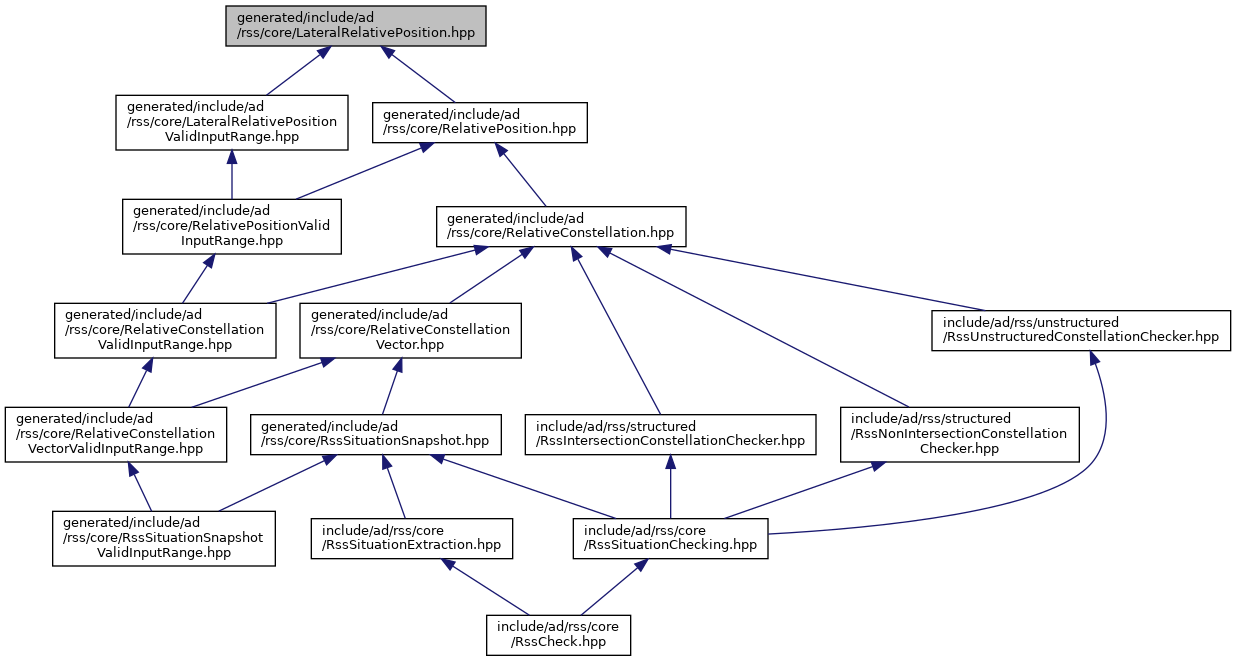 generated/include/ad
/rss/core/LateralRelativePosition.hpp
generated/include/ad
/rss/core/LateralRelativePosition
ValidInputRange.hpp
generated/include/ad
/rss/core/RelativePosition.hpp
generated/include/ad
/rss/core/RelativePositionValid
InputRange.hpp
generated/include/ad
/rss/core/RelativeConstellation.hpp
generated/include/ad
/rss/core/RelativeConstellation
ValidInputRange.hpp
generated/include/ad
/rss/core/RelativeConstellation
Vector.hpp
include/ad/rss/unstructured
/RssUnstructuredConstellationChecker.hpp
generated/include/ad
/rss/core/RelativeConstellation
VectorValidInputRange.hpp
generated/include/ad
/rss/core/RssSituationSnapshot.hpp
include/ad/rss/structured
/RssIntersectionConstellationChecker.hpp
include/ad/rss/structured
/RssNonIntersectionConstellation
Checker.hpp
generated/include/ad
/rss/core/RssSituationSnapshot
ValidInputRange.hpp
include/ad/rss/core
/RssSituationExtraction.hpp
include/ad/rss/core
/RssSituationChecking.hpp
include/ad/rss/core
/RssCheck.hpp